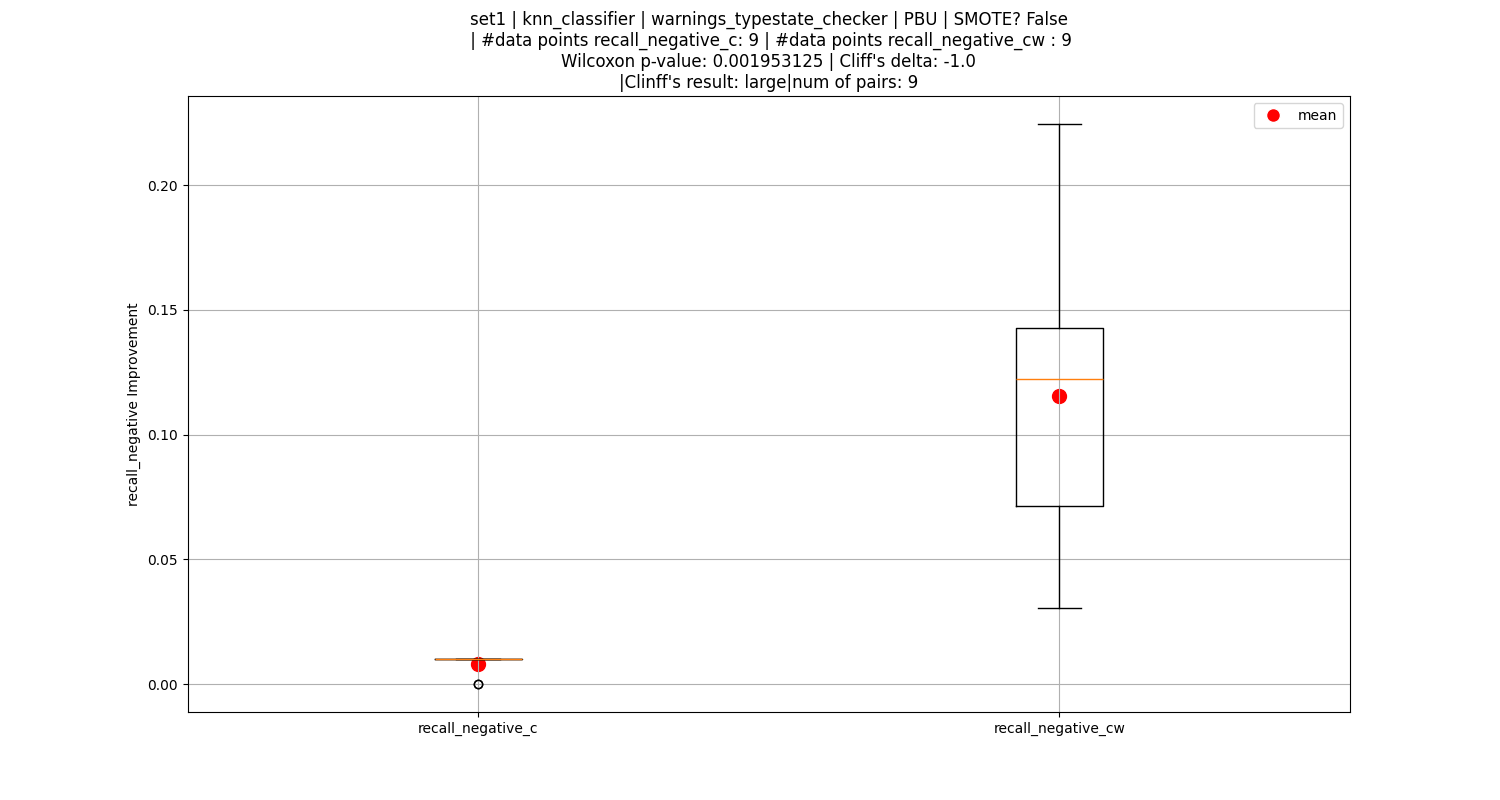 set1 | knn_classifier | warnings_typestate_checker | PBU | SMOTE? False
| #data points recall_negative_c: 9 | #data points recall_negative_cw : 9
Wilcoxon p-value: 0.001953125 | Cliff's delta: -1.0
|Clinff's result: large|num of pairs: 9
mean
recall_negative Improvement
0.20
0.15
0.10
0.05
0.00
recall_negative_c
recall_negative_cw